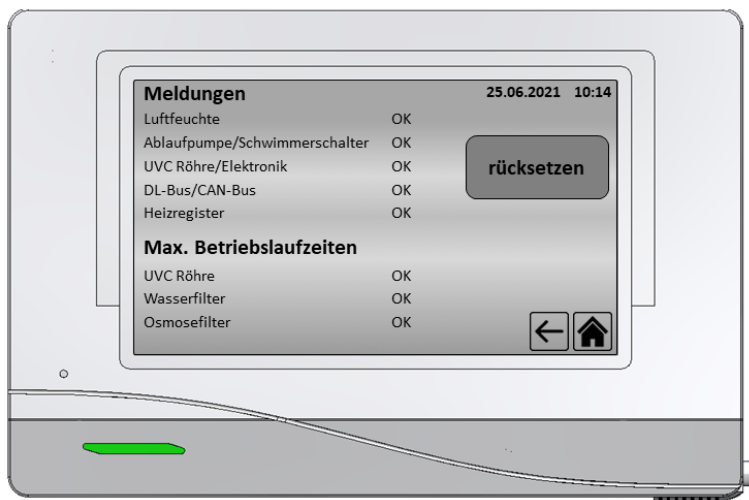 Meldungen 25.06.2021 10:14
Luftfeuchte OK
Ablaufpumpe/Schwimmerschalter OK
UVC Röhre/Elektronik OK
rücksetzen
DL-Bus/CAN-Bus OK
Heizregister OK
Max. Betriebslaufzeiten
UVC Röhre OK
Wasserfilter OK
Osmosefilter OK